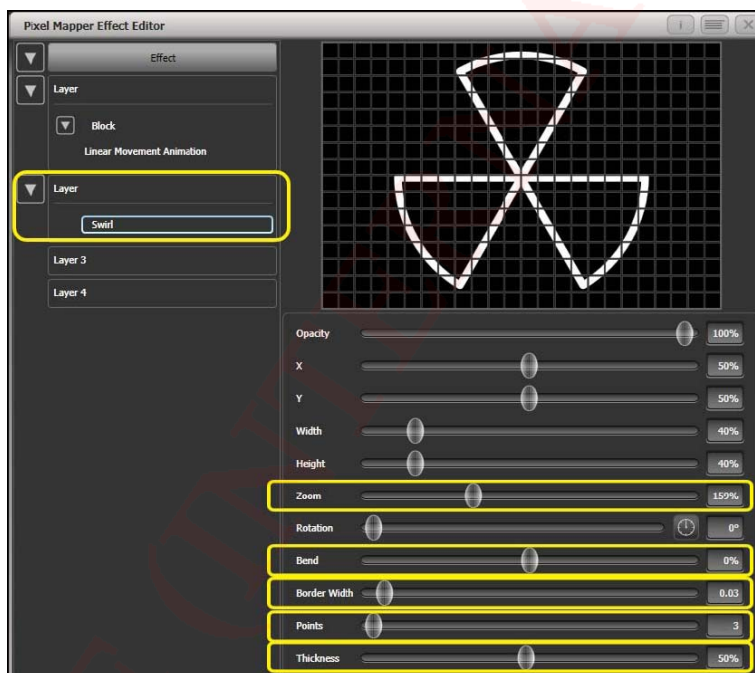 Pixel Mapper Effect Editor
Effect
Layer
Block
Linear Movement Animation
Layer
Swirl
Layer 3
Layer 4
Opacity 100%
X 50%
Y 50%
Width 40%
Height 40%
Zoom 159%
Rotation 0°
Bend 0%
Border Width 0.03
Points 3
Thickness 50%